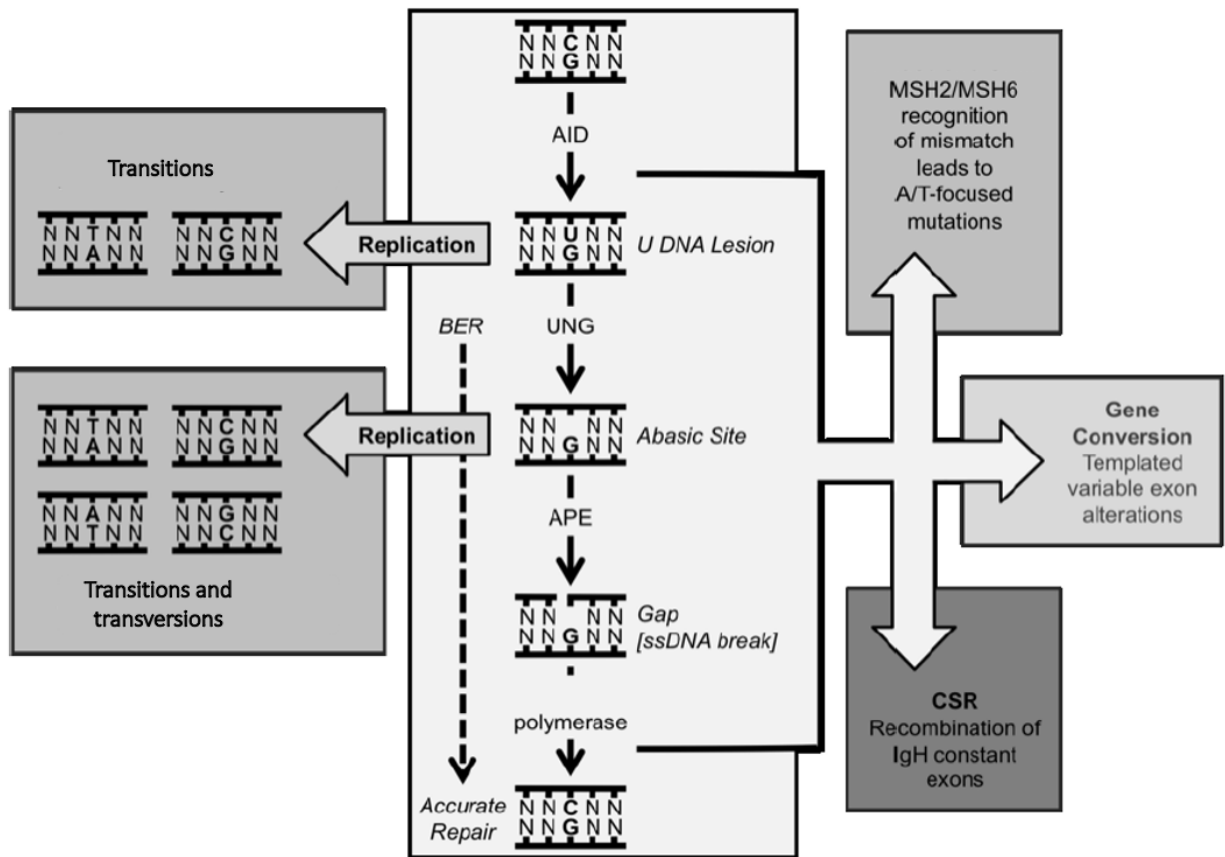 N N C N N
N N G N N
AID
N N U N N
N N G N N
U DNA Lesion
UNG
N N N N
N N G N N
Abasic Site
APE
N N N N
N N G N N
Gap
[ssDNA break]
polymerase
N N C N N
N N G N N
BER
Accurate
Repair
Replication
Transitions
N N T N N
N N A N N
N N C N N
N N G N N
Replication
N N T N N
N N A N N
N N C N N
N N G N N
N N A N N
N N T N N
N N G N N
N N C N N
Transitions and
transversions
MSH2/MSH6
recognition
of mismatch
leads to
A/T-focused
mutations
Gene
Conversion
Templated
variable exon
alterations
CSR
Recombination of
IgH constant
exons